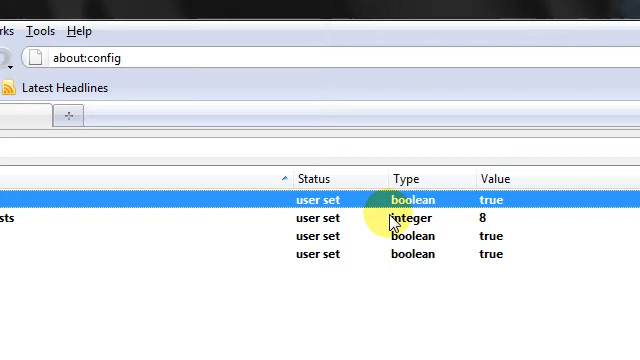 rks Tools Help
about:config
Latest Headlines
Status Type Value
user set boolean true
sts user set integer 8
user set boolean true
user set boolean true